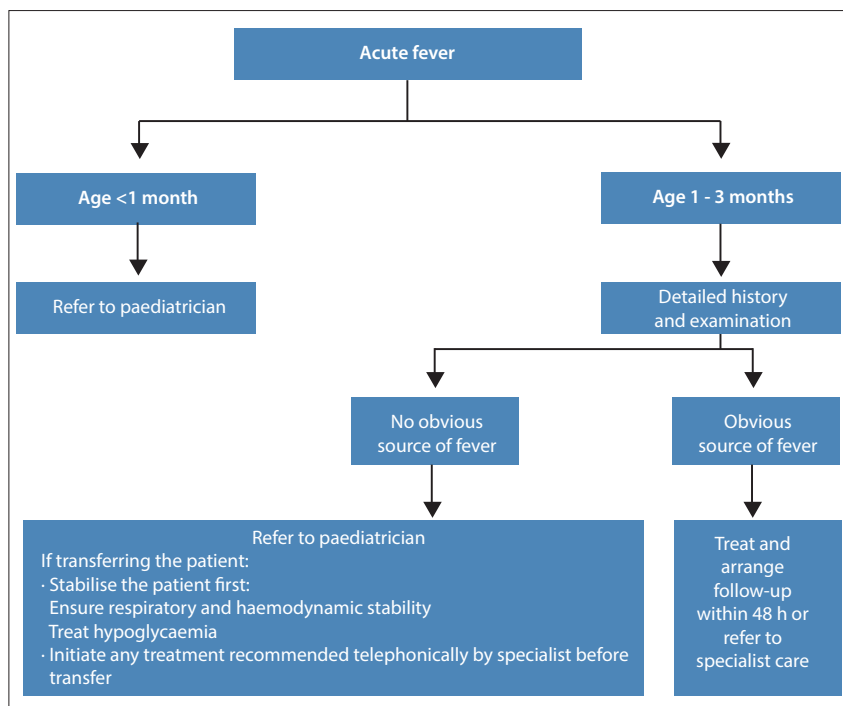 Acute fever
Age <1 month
Age 1 - 3 months
Refer to paediatrician
Detailed history
and examination
No obvious
source of fever
Obvious
source of fever
Refer to paediatrician
If transferring the patient:
· Stabilise the patient first:
Ensure respiratory and haemodynamic stability
Treat hypoglycaemia
· Initiate any treatment recommended telephonically by specialist before
transfer
Treat and
arrange
follow-up
within 48 h or
refer to
specialist care